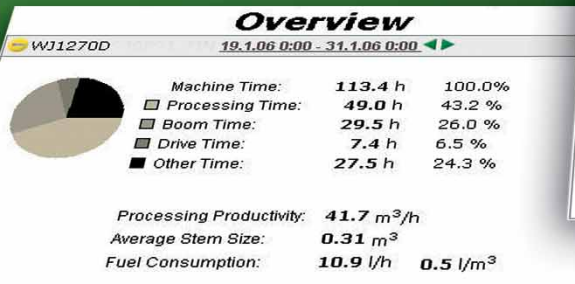 Overview
WJ1270D 19.1.06 0:00 - 31.1.06 0:00
Machine Time: 113.4 h 100.0%
Processing Time: 49.0 h 43.2 %
Boom Time: 29.5 h 26.0 %
Drive Time: 7.4 h 6.5 %
Other Time: 27.5 h 24.3 %
Processing Productivity: 41.7 m³/h
Average Stem Size: 0.31 m³
Fuel Consumption: 10.9 l/h 0.5 l/m³